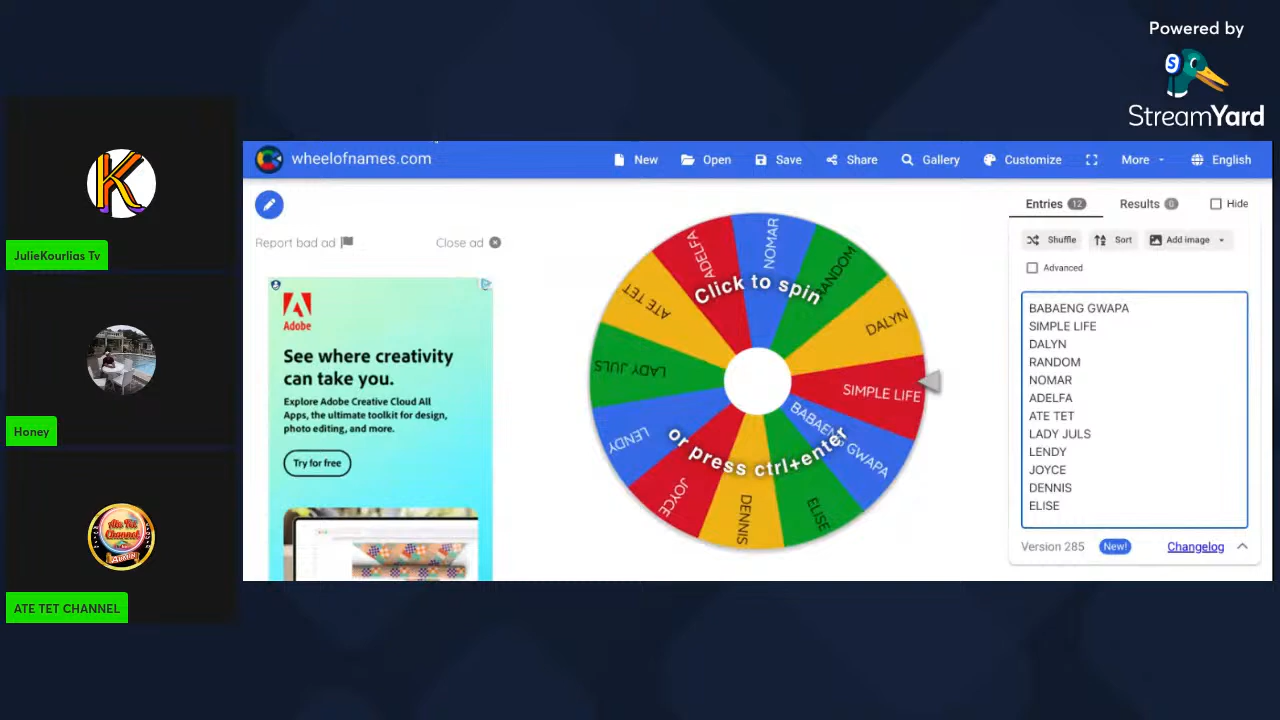 Powered by
S
StreamYard
K
JulieKourlias Tv
Honey
Ate Tet
Channel
ATE TET CHANNEL
wheelofnames.com
New
Open
Save
Share
Gallery
Customize
More
English
Report bad ad
Close ad
Adobe
See where creativity
can take you.
Explore Adobe Creative Cloud All
Apps, the ultimate toolkit for design,
photo editing, and more.
Try for free
NOMAR
RANDOM
DALYN
SIMPLE LIFE
BABAENG GWAPA
ELISE
DENNIS
JOYCE
LENDY
LADY JULS
ATE TET
ADELFA
Click to spin
or press ctrl+enter
Entries 12
Results 0
Hide
Shuffle
Sort
Add image
Advanced
BABAENG GWAPA
SIMPLE LIFE
DALYN
RANDOM
NOMAR
ADELFA
ATE TET
LADY JULS
LENDY
JOYCE
DENNIS
ELISE
Version 285
New!
Changelog